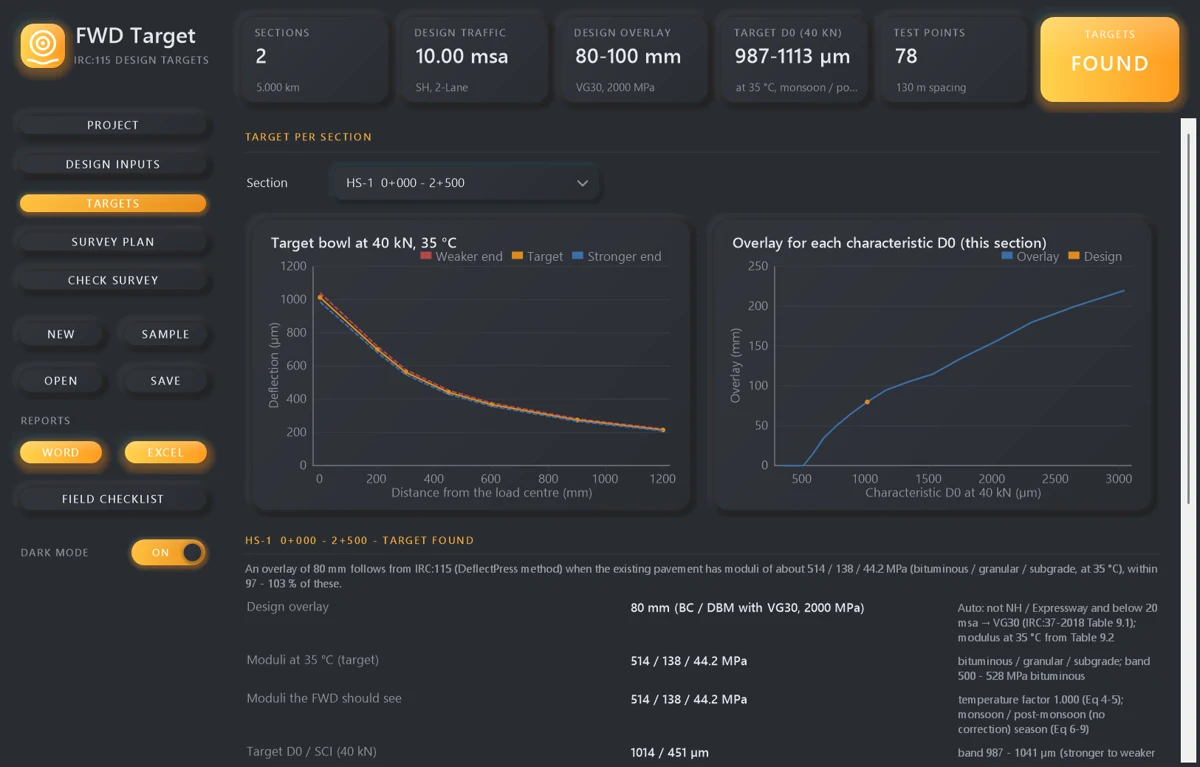 FWD Target
IRC:115 DESIGN TARGETS
SECTIONS
2
5.000 km
DESIGN TRAFFIC
10.00 msa
SH, 2-Lane
DESIGN OVERLAY
80-100 mm
VG30, 2000 MPa
TARGET D0 (40 KN)
987-1113 µm
at 35 °C, monsoon / po...
TEST POINTS
78
130 m spacing
TARGETS
FOUND
PROJECT
DESIGN INPUTS
TARGETS
SURVEY PLAN
CHECK SURVEY
NEW
SAMPLE
OPEN
SAVE
REPORTS
WORD
EXCEL
FIELD CHECKLIST
DARK MODE
ON
TARGET PER SECTION
Section
HS-1 0+000 - 2+500
Target bowl at 40 kN, 35 °C
Weaker end
Target
Stronger end
1200
1000
800
600
400
200
0
Deflection (µm)
0 200 400 600 800 1000 1200
Distance from the load centre (mm)
Overlay for each characteristic D0 (this section)
Overlay
Design
250
200
150
100
50
0
Overlay (mm)
500 1000 1500 2000 2500 3000
Characteristic D0 at 40 kN (µm)
HS-1 0+000 - 2+500 - TARGET FOUND
An overlay of 80 mm follows from IRC:115 (DeflectPress method) when the existing pavement has moduli of about 514 / 138 / 44.2 MPa (bituminous / granular / subgrade, at 35 °C), within
97 - 103 % of these.
Design overlay
80 mm (BC / DBM with VG30, 2000 MPa)
Auto: not NH / Expressway and below 20
msa → VG30 (IRC:37-2018 Table 9.1);
modulus at 35 °C from Table 9.2
Moduli at 35 °C (target)
514 / 138 / 44.2 MPa
bituminous / granular / subgrade; band
500 - 528 MPa bituminous
Moduli the FWD should see
514 / 138 / 44.2 MPa
temperature factor 1.000 (Eq 4-5);
monsoon / post-monsoon (no
correction) season (Eq 6-9)
Target D0 / SCI (40 kN)
1014 / 451 µm
band 987 - 1041 µm (stronger to weaker